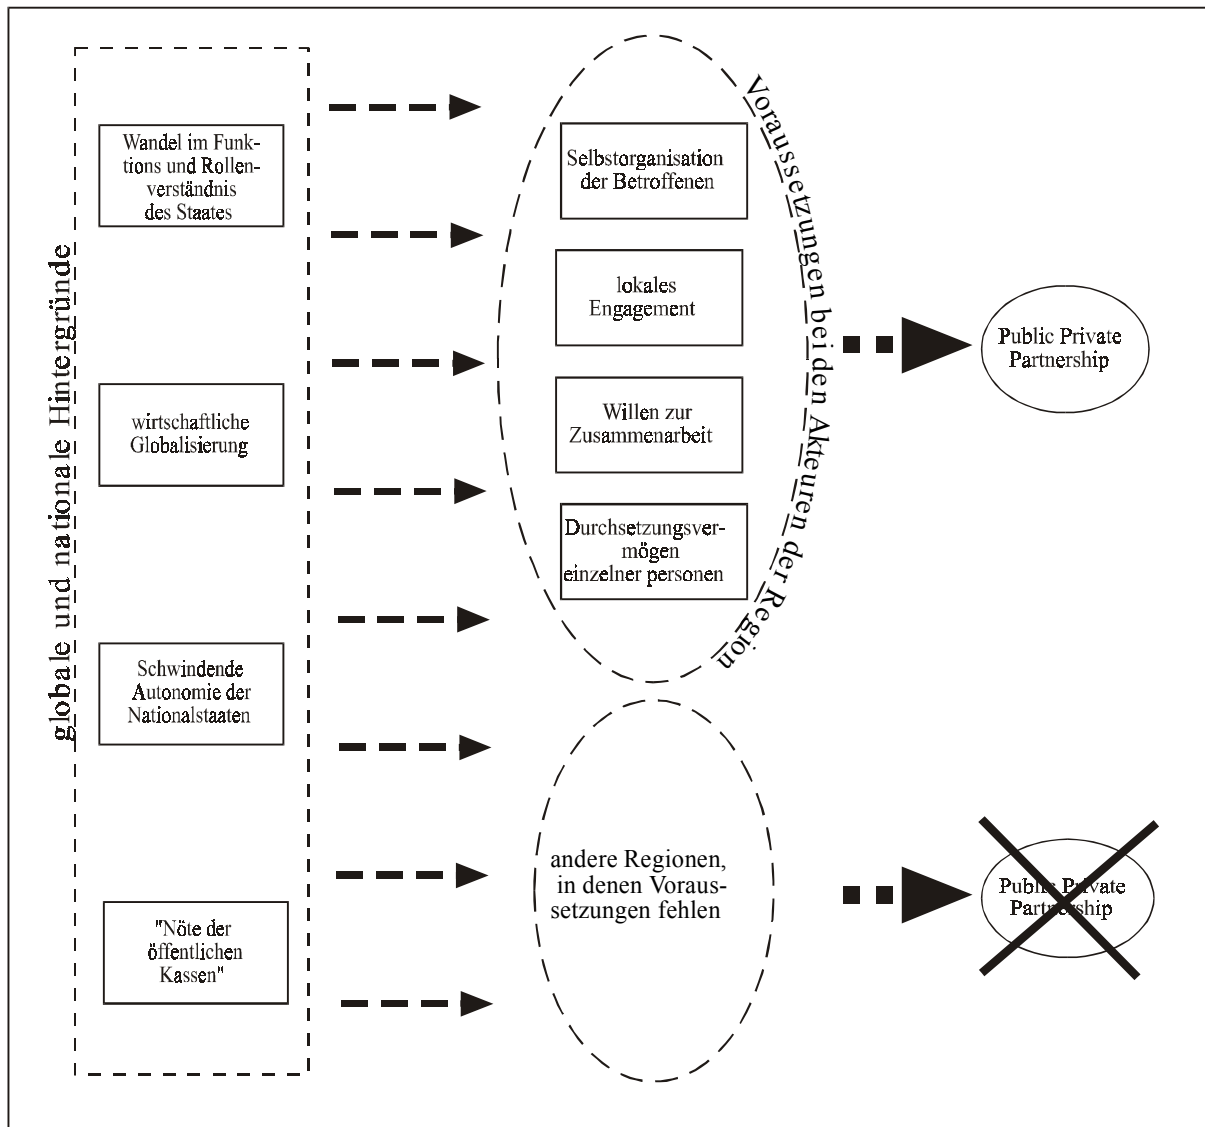 globale und nationale Hintergründe
Wandel im Funk-
tions und Rollen-
verständnis
des Staates
wirtschaftliche
Globalisierung
Schwindende
Autonomie der
Nationalstaaten
"Nöte der
öffentlichen
Kassen"
Voraussetzungen bei den Akteuren der Region
Selbstorganisation
der Betroffenen
lokales
Engagement
Willen zur
Zusammenarbeit
Durchsetzungsver-
mögen
einzelner personen
andere Regionen,
in denen Voraus-
setzungen fehlen
Public Private
Partnership
Public Private
Partnership